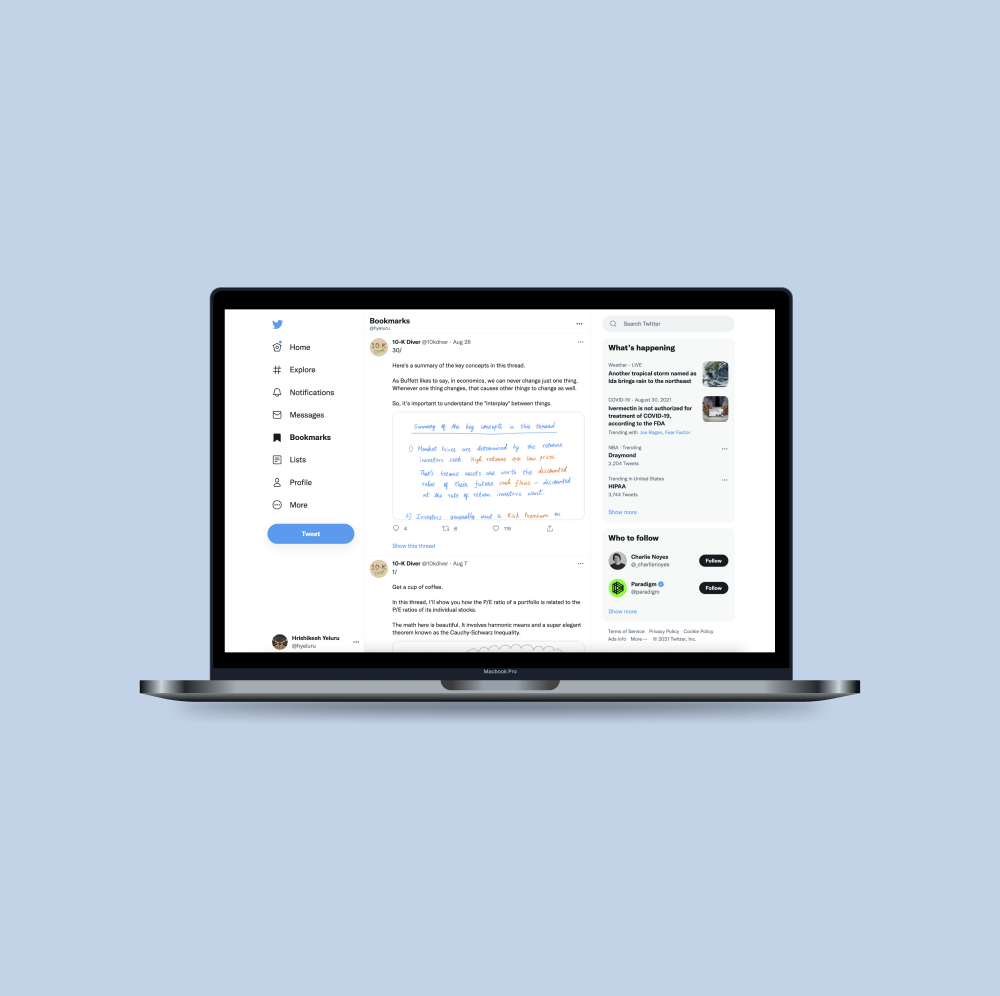 Home
Explore
Notifications
Messages
Bookmarks
Lists
Profile
More
Tweet
Hrishikesh Yeluru
@hyeluru
Bookmarks
@hyeluru
10-K Diver @10kdiver · Aug 28
30/
Here's a summary of the key concepts in this thread.
As Buffett likes to say, in economics, we can never change just one thing.
Whenever one thing changes, that causes other things to change as well.
So, it's important to understand the "interplay" between things.
Summary of the key concepts in this thread
1) Market Prices are determined by the returns
investors seek. High returns are low prices.
That's because assets are worth the discounted
value of their future cash flows – discounted
at the rate of return investors want.
2) Investors generally want a Risk Premium on
4 8 119
Show this thread
10-K Diver @10kdiver · Aug 7
1/
Get a cup of coffee.
In this thread, I'll show you how the P/E ratio of a portfolio is related to the
P/E ratios of its individual stocks.
The math here is beautiful. It involves harmonic means and a super elegant
theorem known as the Cauchy-Schwarz Inequality.
Search Twitter
What's happening
Weather · LIVE
Another tropical storm named as
Ida brings rain to the northeast
COVID-19 · August 30, 2021
Ivermectin is not authorized for
treatment of COVID-19,
according to the FDA
Trending with Joe Rogan, Fear Factor
NBA · Trending
Draymond
2,204 Tweets
Trending in United States
HIPAA
3,744 Tweets
Show more
Who to follow
Charlie Noyes
@_charlienoyes
Follow
Paradigm
@paradigm
Follow
Show more
Terms of Service Privacy Policy Cookie Policy
Ads info More ··· © 2021 Twitter, Inc.
Macbook Pro